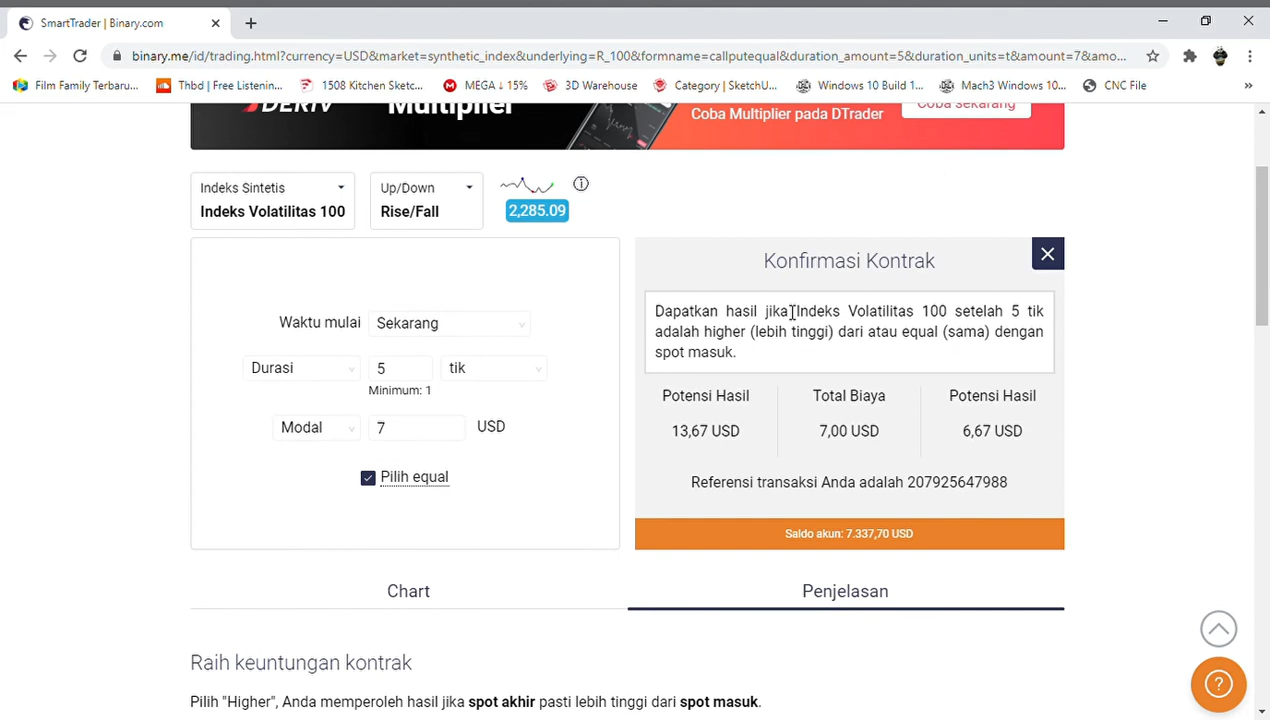 SmartTrader | Binary.com
binary.me/id/trading.html?currency=USD&market=synthetic_index&underlying=R_100&formname=callputequal&duration_amount=5&duration_units=t&amount=7&amo...
Film Family Terbaru... Thbd | Free Listenin... 1508 Kitchen Sketc... MEGA ↓ 15% 3D Warehouse Category | SketchU... Windows 10 Build 1... Mach3 Windows 10... CNC File »
DERIV Multiplier Coba Multiplier pada DTrader Coba sekarang
Indeks Sintetis
Indeks Volatilitas 100
Up/Down
Rise/Fall
2,285.09
Waktu mulai Sekarang
Durasi 5 tik
Minimum: 1
Modal 7 USD
Pilih equal
Konfirmasi Kontrak
Dapatkan hasil jika Indeks Volatilitas 100 setelah 5 tik
adalah higher (lebih tinggi) dari atau equal (sama) dengan
spot masuk.
Potensi Hasil Total Biaya Potensi Hasil
13,67 USD 7,00 USD 6,67 USD
Referensi transaksi Anda adalah 207925647988
Saldo akun: 7.337,70 USD
Chart Penjelasan
Raih keuntungan kontrak
Pilih "Higher", Anda memperoleh hasil jika spot akhir pasti lebih tinggi dari spot masuk.